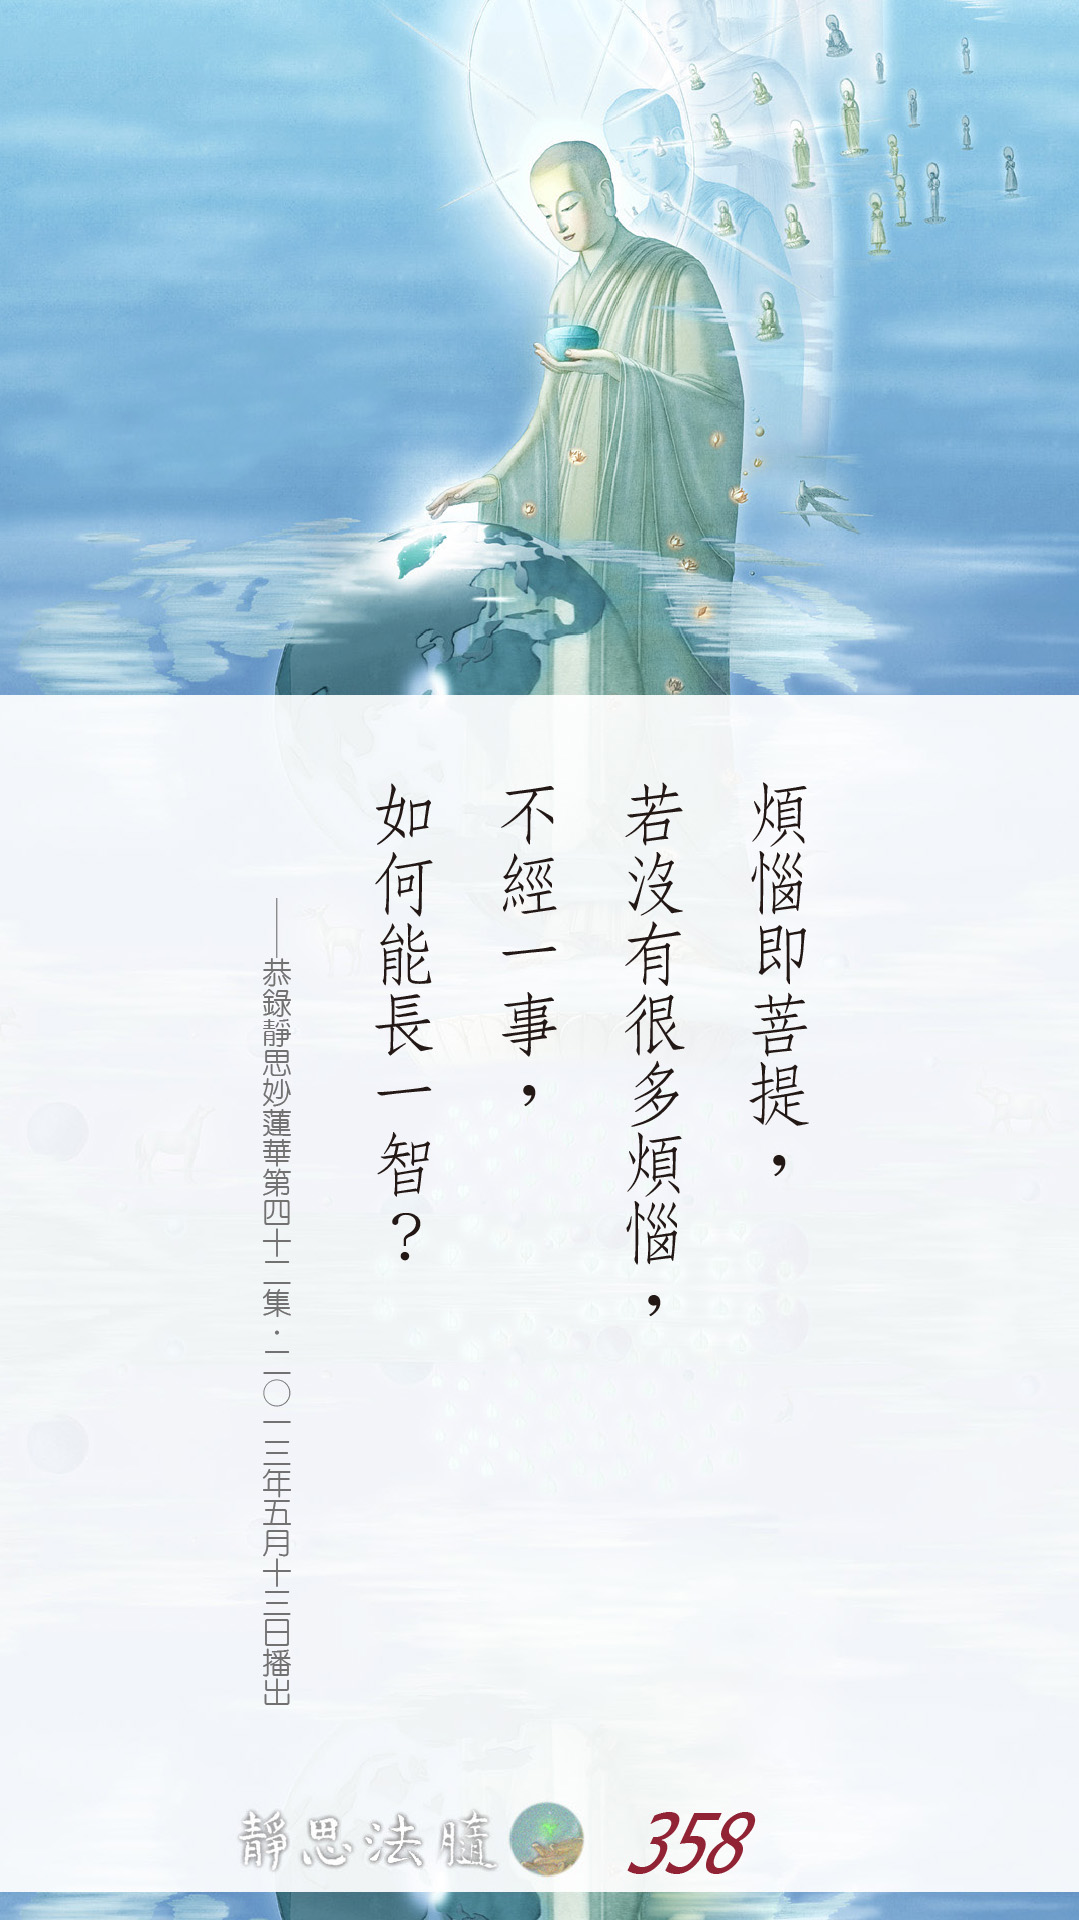 煩惱即菩提，
若沒有很多煩惱，
不經一事，
如何能長一智？
——恭錄靜思妙蓮華第四十二集．二〇一三年五月十三日播出
靜思法髓
358